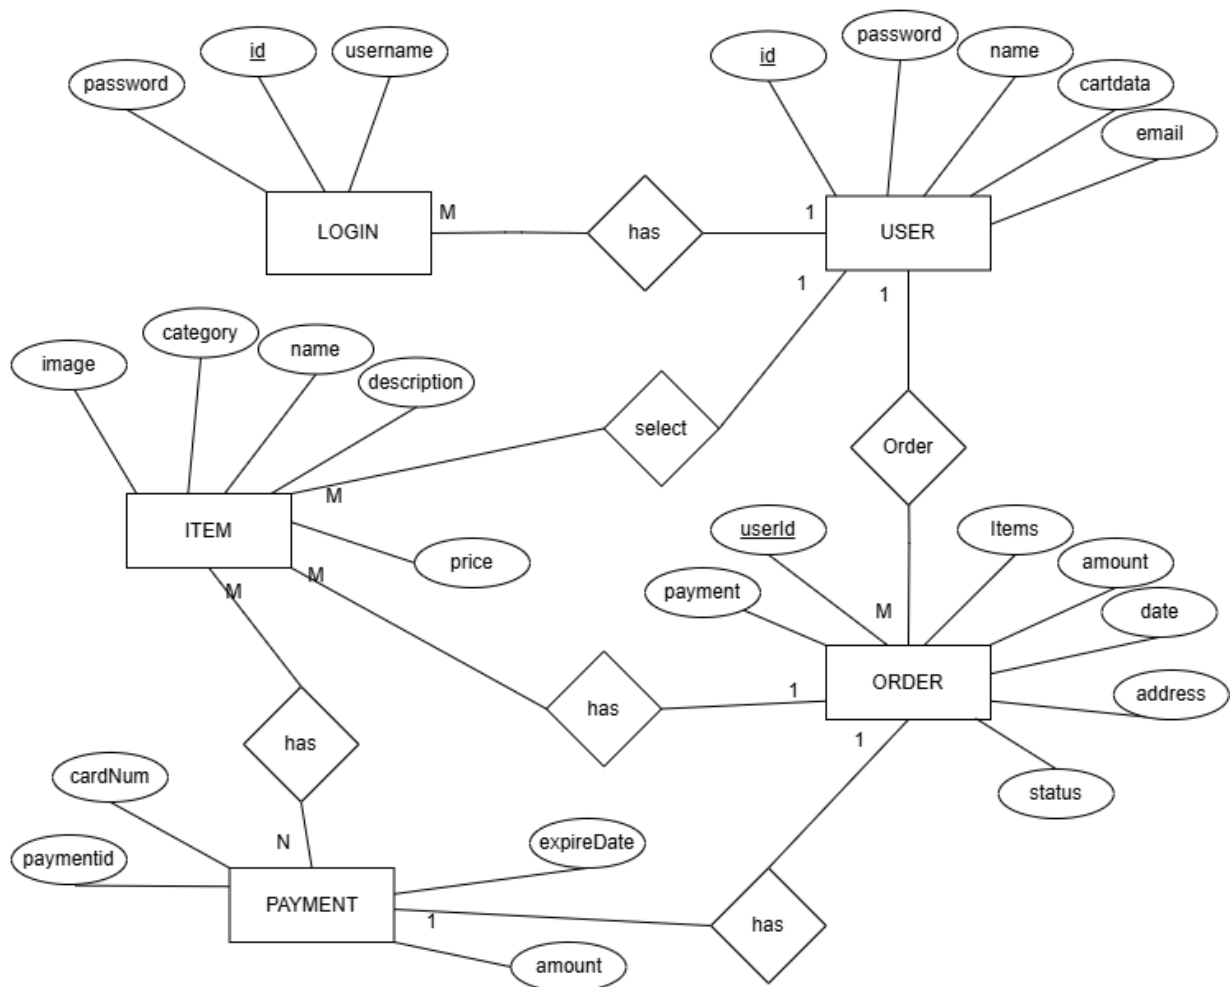 id
username
password
password
id
name
cartdata
email
LOGIN
M
has
1
USER
1
1
category
name
image
description
select
Order
M
ITEM
price
M
M
userId
Items
payment
amount
date
M
ORDER
address
has
1
1
status
has
cardNum
N
expireDate
paymentid
PAYMENT
1
has
amount